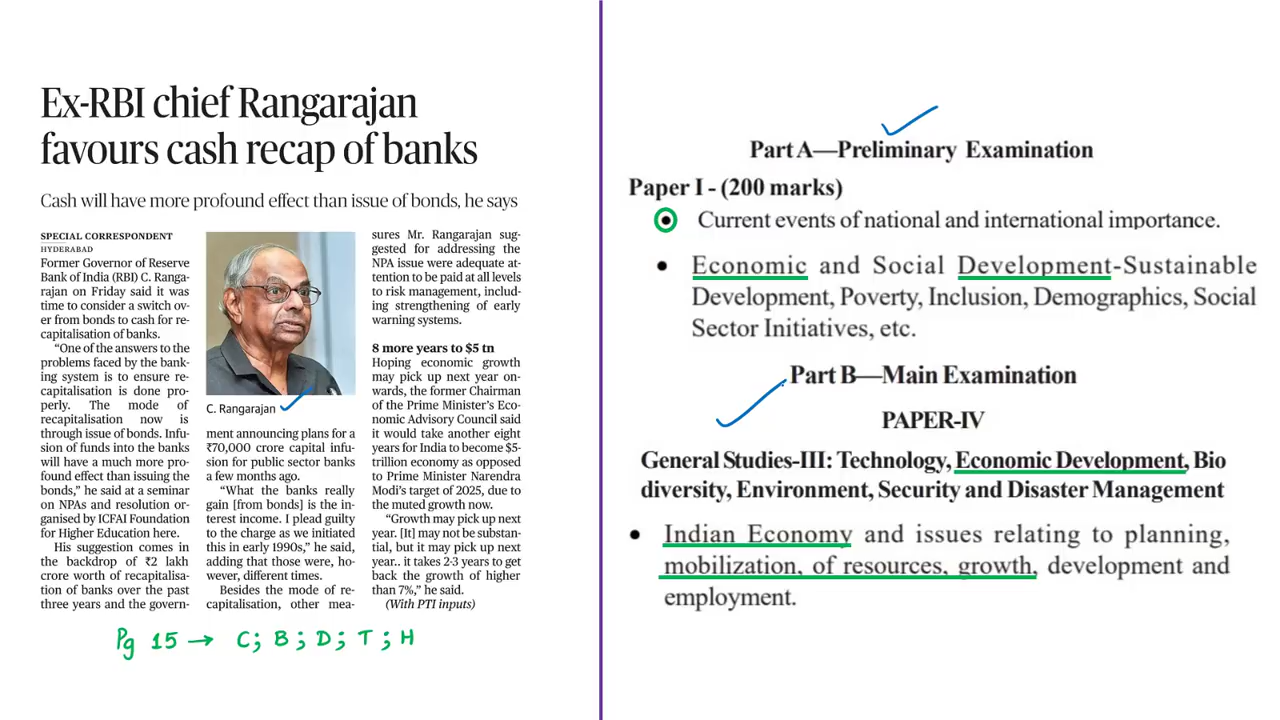 Ex-RBI chief Rangarajan
favours cash recap of banks
Cash will have more profound effect than issue of bonds, he says
SPECIAL CORRESPONDENT
HYDERABAD
Former Governor of Reserve
Bank of India (RBI) C. Ranga-
rajan on Friday said it was
time to consider a switch ov-
er from bonds to cash for re-
capitalisation of banks.
“One of the answers to the
problems faced by the bank-
ing system is to ensure re-
capitalisation is done pro-
perly. The mode of
recapitalisation now is
through issue of bonds. Infu-
sion of funds into the banks
will have a much more pro-
found effect than issuing the
bonds,” he said at a seminar
on NPAs and resolution or-
ganised by ICFAI Foundation
for Higher Education here.
His suggestion comes in
the backdrop of ₹2 lakh
crore worth of recapitalisa-
tion of banks over the past
three years and the govern-
C. Rangarajan
ment announcing plans for a
₹70,000 crore capital infu-
sion for public sector banks
a few months ago.
“What the banks really
gain [from bonds] is the in-
terest income. I plead guilty
to the charge as we initiated
this in early 1990s,” he said,
adding that those were, ho-
wever, different times.
Besides the mode of re-
capitalisation, other mea-
sures Mr. Rangarajan sug-
gested for addressing the
NPA issue were adequate at-
tention to be paid at all levels
to risk management, includ-
ing strengthening of early
warning systems.
8 more years to $5 tn
Hoping economic growth
may pick up next year on-
wards, the former Chairman
of the Prime Minister’s Eco-
nomic Advisory Council said
it would take another eight
years for India to become $5-
trillion economy as opposed
to Prime Minister Narendra
Modi’s target of 2025, due to
the muted growth now.
“Growth may pick up next
year. [It] may not be substan-
tial, but it may pick up next
year.. it takes 2-3 years to get
back the growth of higher
than 7%,” he said.
(With PTI inputs)
Pg 15 → C; B; D; T; H
Part A—Preliminary Examination
Paper I - (200 marks)
Current events of national and international importance.
• Economic and Social Development-Sustainable
Development, Poverty, Inclusion, Demographics, Social
Sector Initiatives, etc.
Part B—Main Examination
PAPER-IV
General Studies-III: Technology, Economic Development, Bio
diversity, Environment, Security and Disaster Management
• Indian Economy and issues relating to planning,
mobilization, of resources, growth, development and
employment.